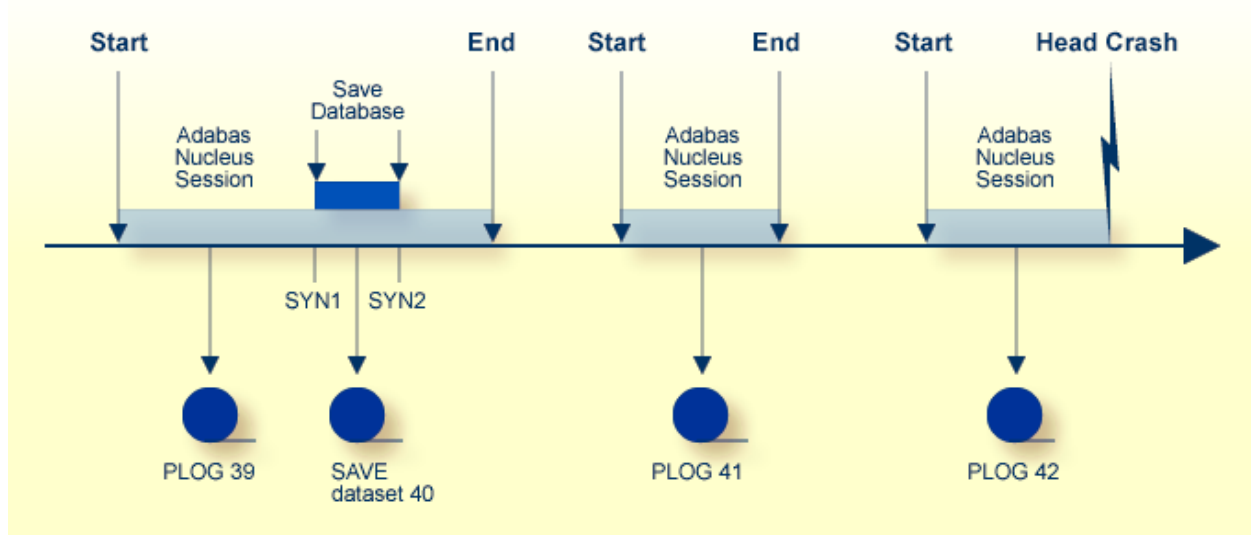 Start
End
Start
End
Start
Head Crash
Save
Database
Adabas
Nucleus
Session
Adabas
Nucleus
Session
Adabas
Nucleus
Session
SYN1
SYN2
PLOG 39
SAVE
dataset 40
PLOG 41
PLOG 42